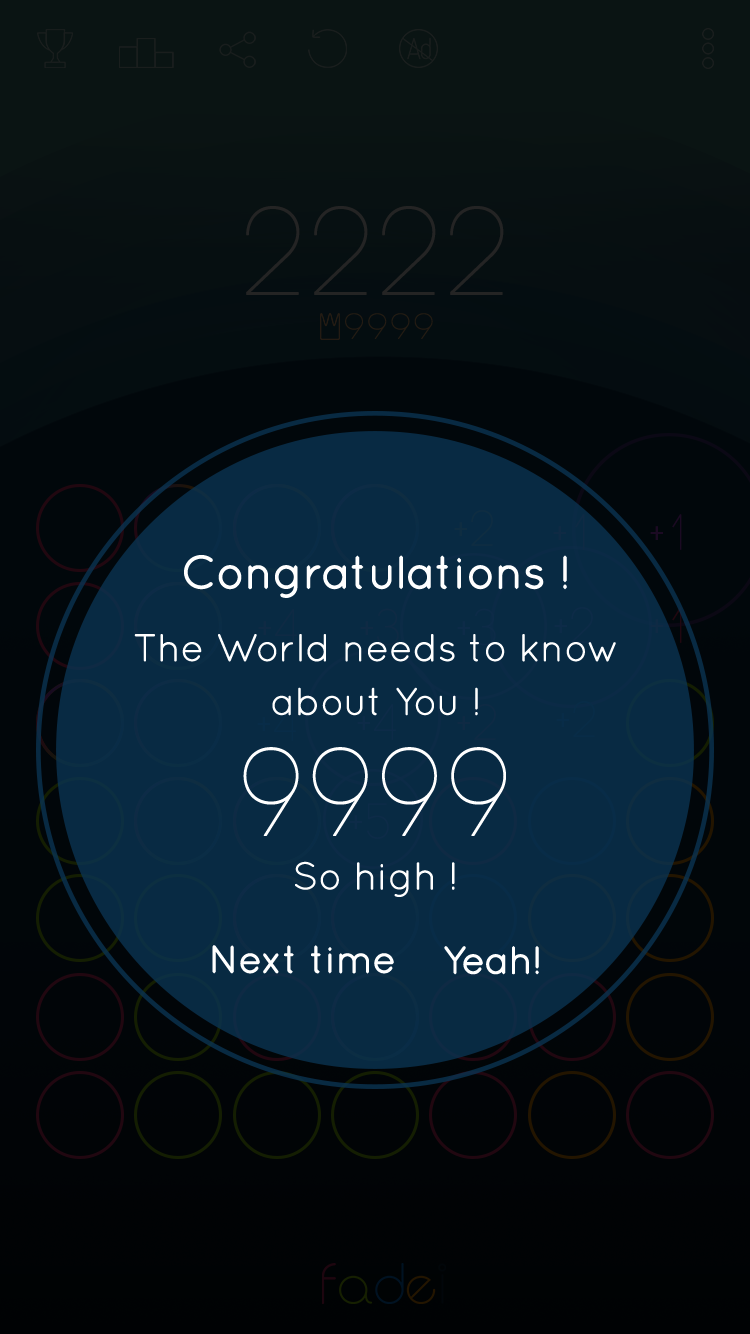 Ad
2222
9999
+2
+1
Congratulations !
The World needs to know
about You !
9999
So high !
Next time Yeah!
fade